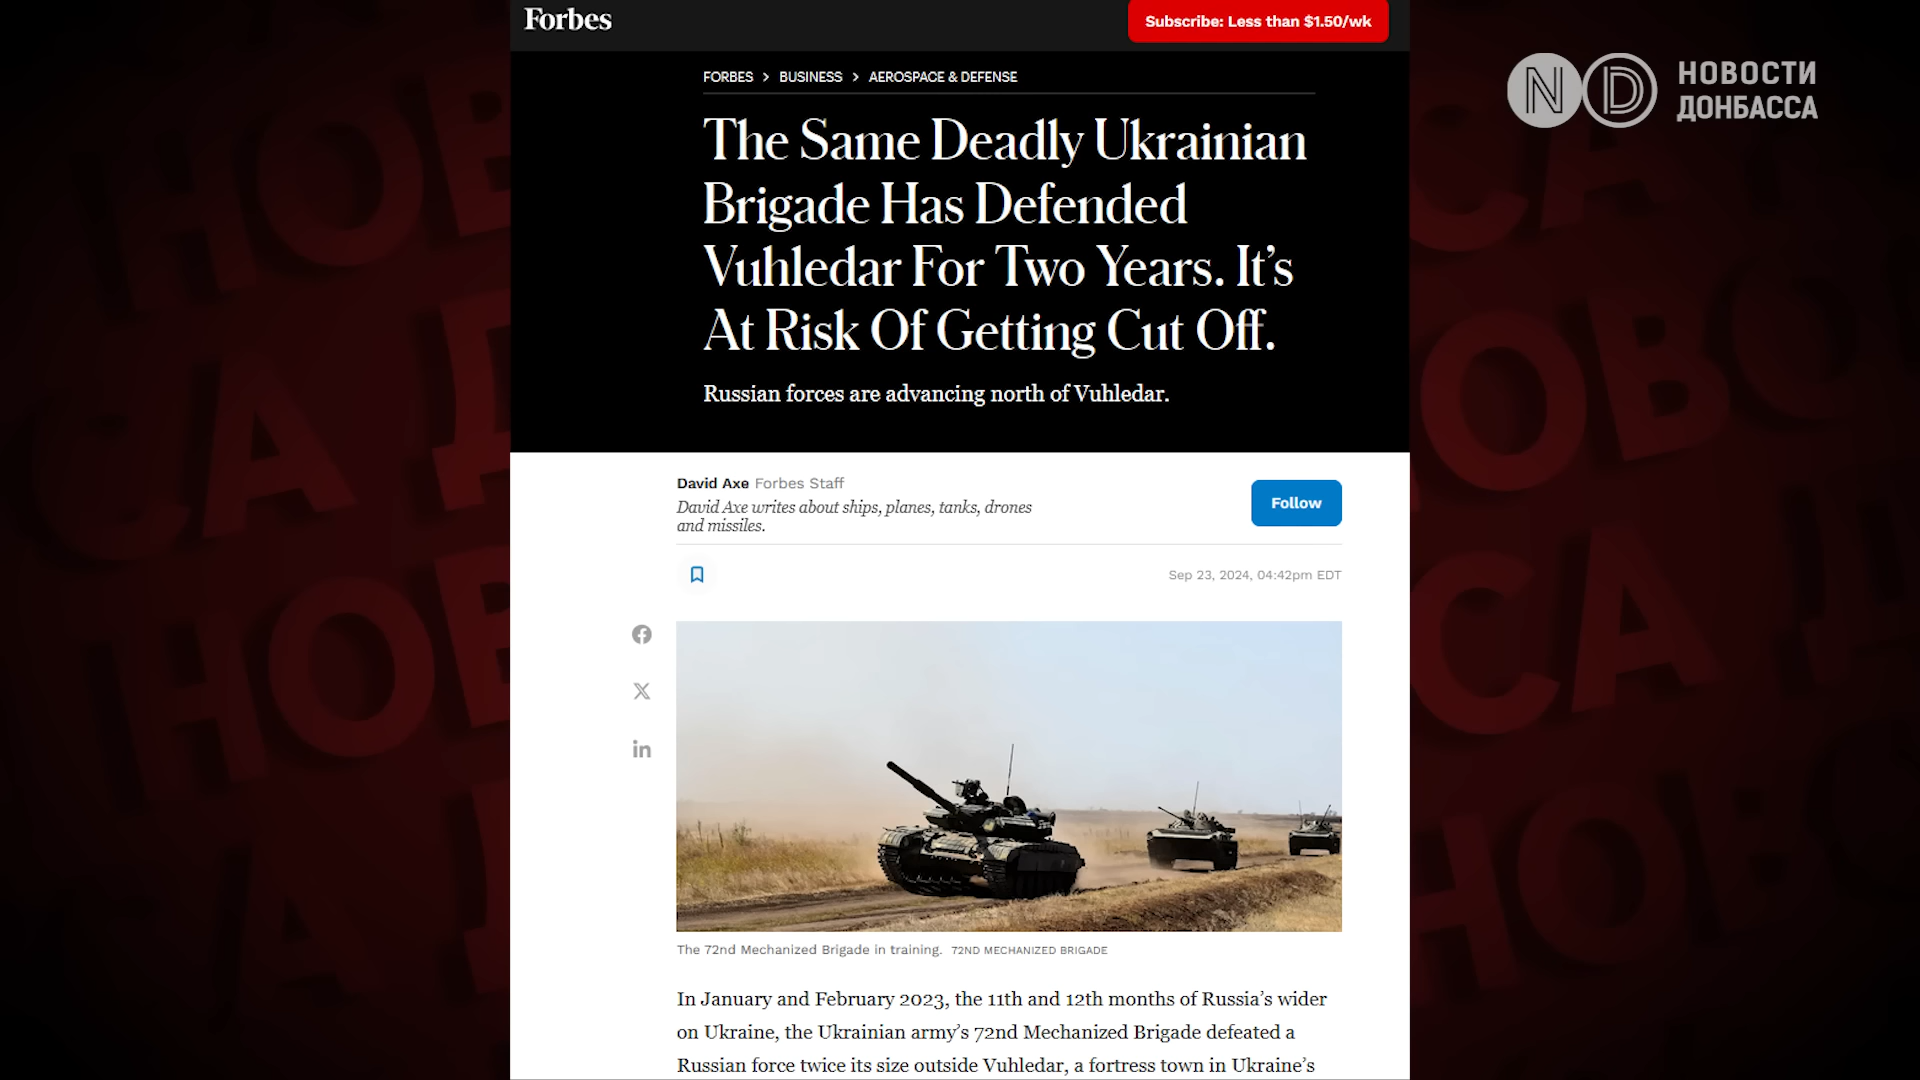 Forbes
Subscribe: Less than $1.50/wk
НОВОСТИ
ДОНБАССА
FORBES > BUSINESS > AEROSPACE & DEFENSE
The Same Deadly Ukrainian
Brigade Has Defended
Vuhledar For Two Years. It’s
At Risk Of Getting Cut Off.
Russian forces are advancing north of Vuhledar.
David Axe Forbes Staff
Follow
David Axe writes about ships, planes, tanks, drones
and missiles.
Sep 23, 2024, 04:42pm EDT
The 72nd Mechanized Brigade in training. 72ND MECHANIZED BRIGADE
In January and February 2023, the 11th and 12th months of Russia’s wider
on Ukraine, the Ukrainian army’s 72nd Mechanized Brigade defeated a
Russian force twice its size outside Vuhledar, a fortress town in Ukraine’s